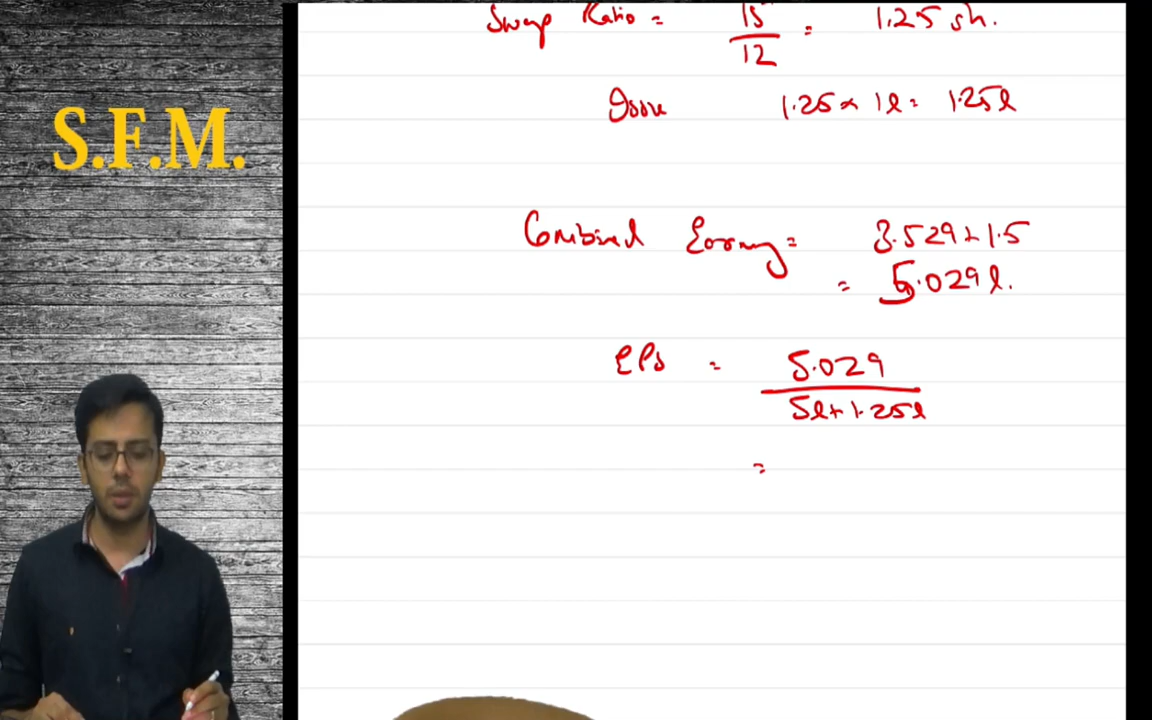 S.F.M.
Swap Ratio = 15 / 12 = 1.25 sh.
Issue 1.25 × 1l = 1.25l
Combined Earning = 3.529 + 1.5
= 5.029 l.
EPS = 5.029 / 5l + 1.25l
=